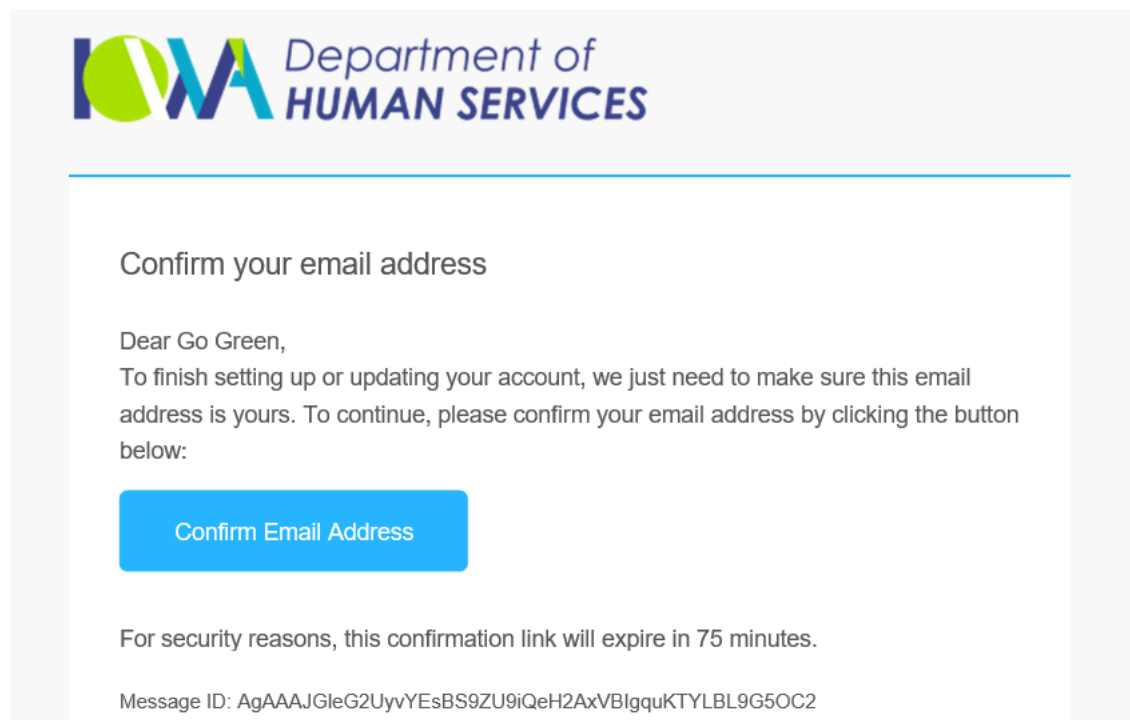 IOWA Department of
HUMAN SERVICES
Confirm your email address
Dear Go Green,
To finish setting up or updating your account, we just need to make sure this email
address is yours. To continue, please confirm your email address by clicking the button
below:
Confirm Email Address
For security reasons, this confirmation link will expire in 75 minutes.
Message ID: AgAAAJGleG2UyvYEsBS9ZU9iQeH2AxVBIgquKTYLBL9G5OC2